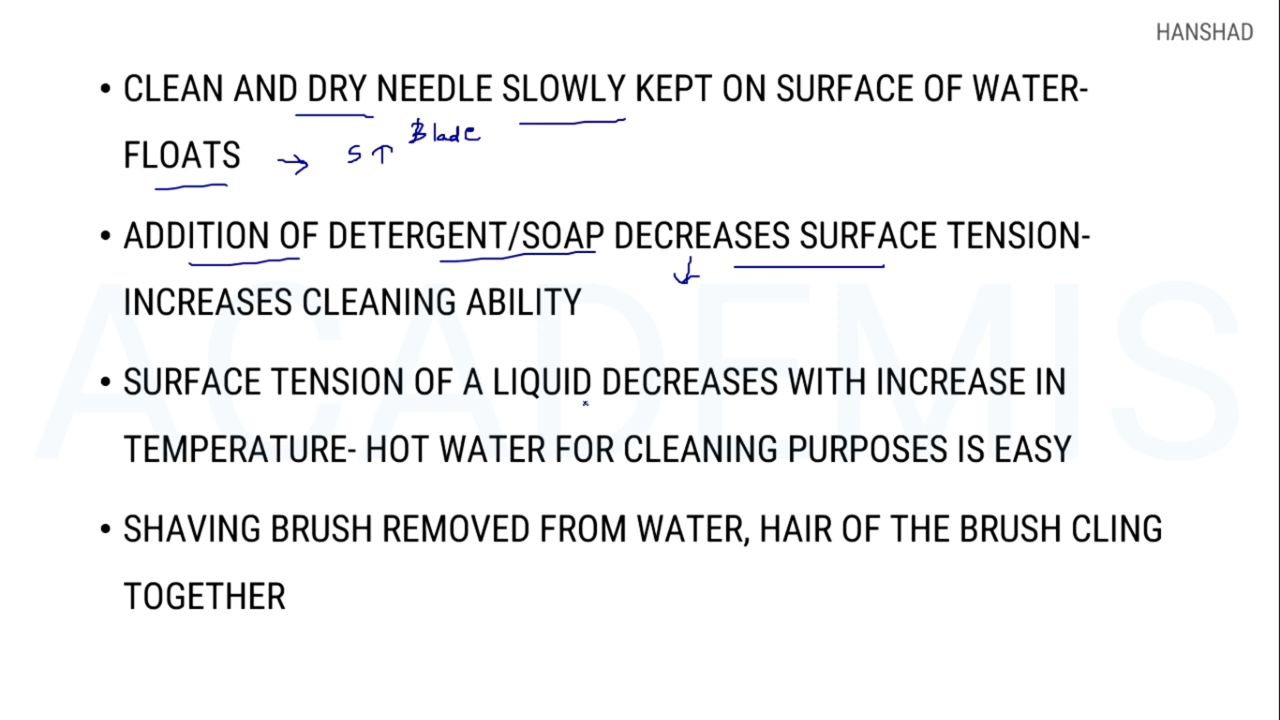 HANSHAD
• CLEAN AND DRY NEEDLE SLOWLY KEPT ON SURFACE OF WATER-
Blade
FLOATS → S↑
• ADDITION OF DETERGENT/SOAP DECREASES SURFACE TENSION-
↓
INCREASES CLEANING ABILITY
• SURFACE TENSION OF A LIQUID DECREASES WITH INCREASE IN
TEMPERATURE- HOT WATER FOR CLEANING PURPOSES IS EASY
• SHAVING BRUSH REMOVED FROM WATER, HAIR OF THE BRUSH CLING
TOGETHER
ACADEMIS